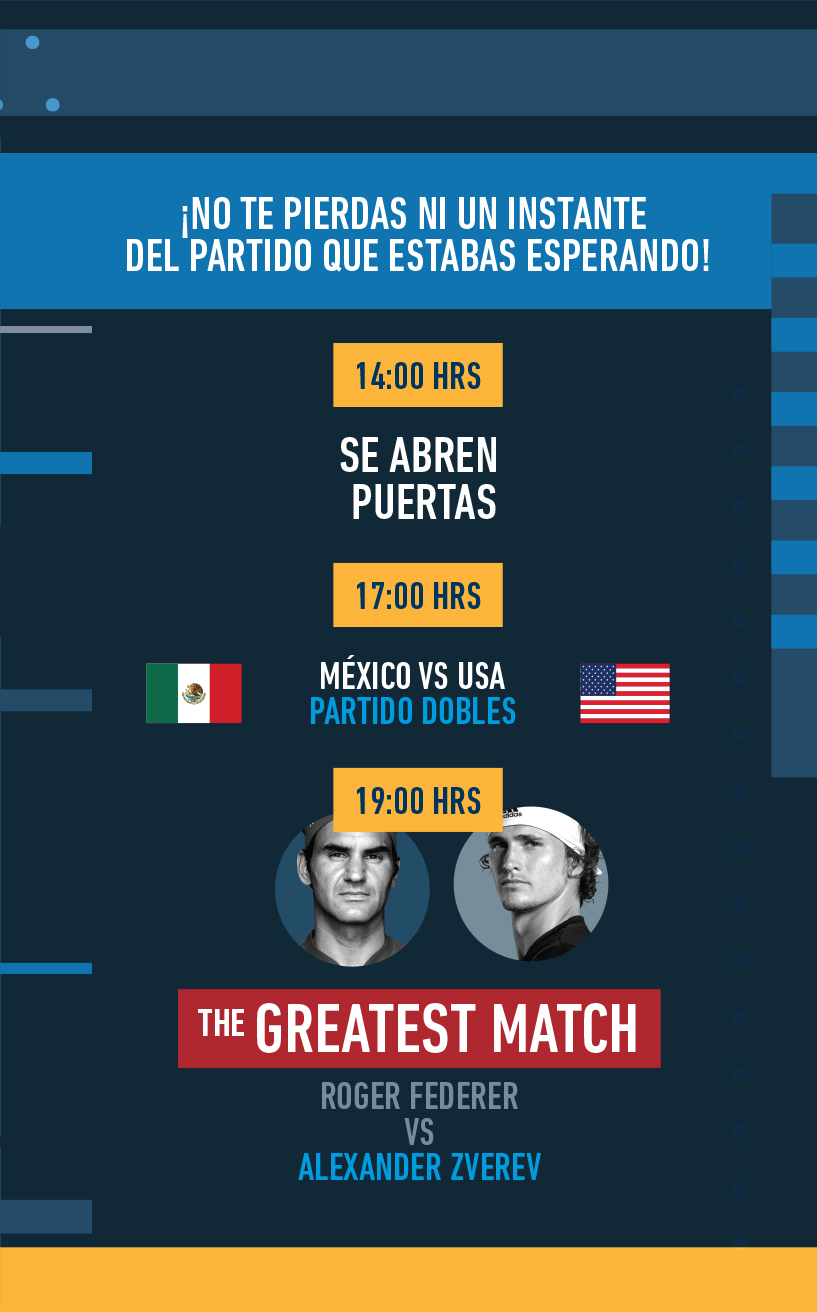 ¡NO TE PIERDAS NI UN INSTANTE
DEL PARTIDO QUE ESTABAS ESPERANDO!
14:00 HRS
SE ABREN
PUERTAS
17:00 HRS
MÉXICO VS USA
PARTIDO DOBLES
19:00 HRS
adidas
THE GREATEST MATCH
ROGER FEDERER
VS
ALEXANDER ZVEREV